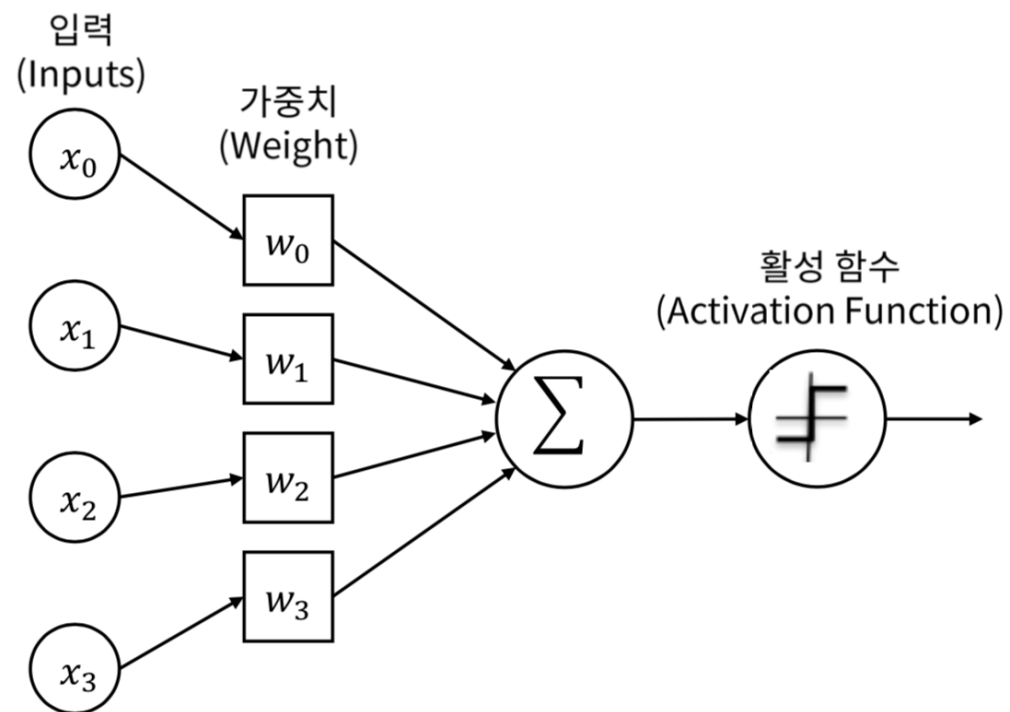 입력
(Inputs)
가중치
(Weight)
x₀
w₀
x₁
w₁
x₂
w₂
x₃
w₃
∑
활성 함수
(Activation Function)